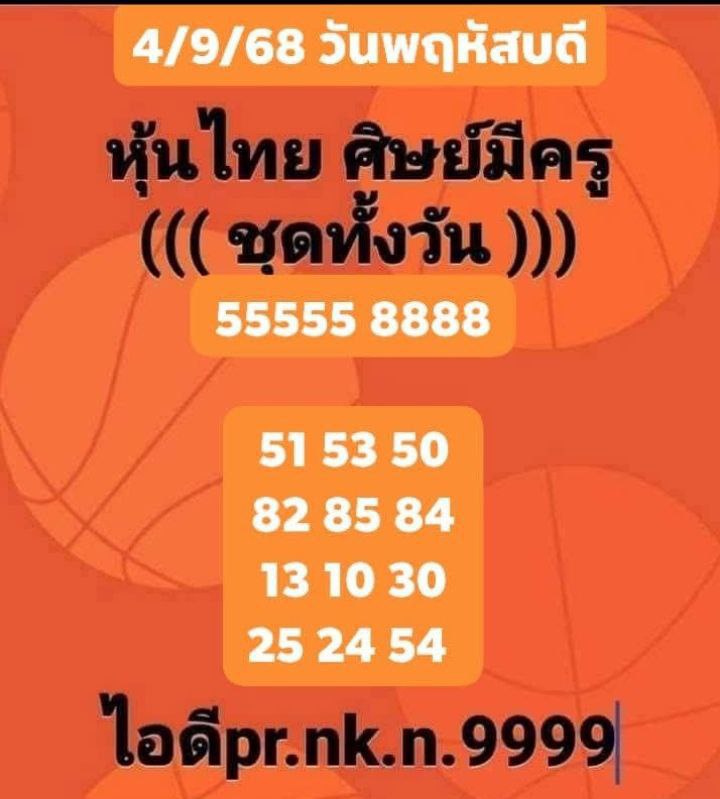 4/9/68 วันพฤหัสบดี
หุ้นไทย ศิษย์มีครู
((( ชุดทั้งวัน )))
55555 8888
51 53 50
82 85 84
13 10 30
25 24 54
ไอดีpr.nk.n.9999